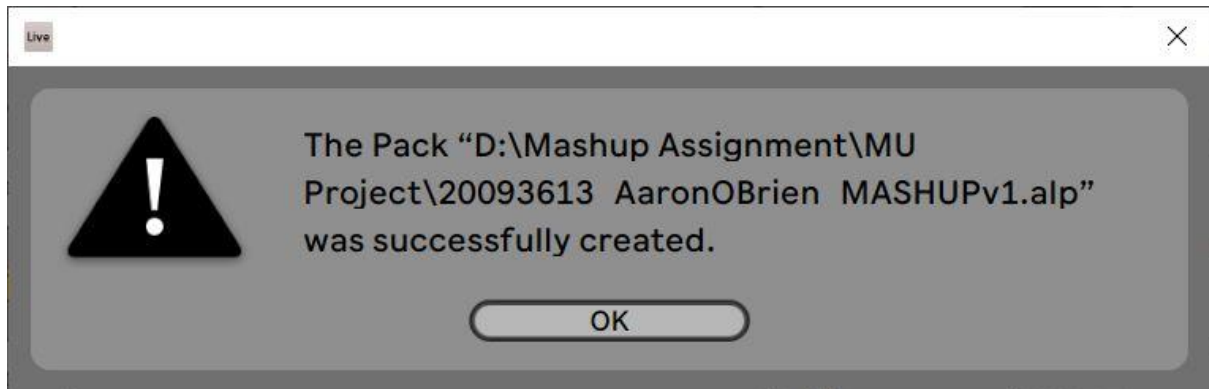 Live
The Pack “D:\Mashup Assignment\MU
Project\20093613 AaronOBrien MASHUPv1.alp”
was successfully created.
OK